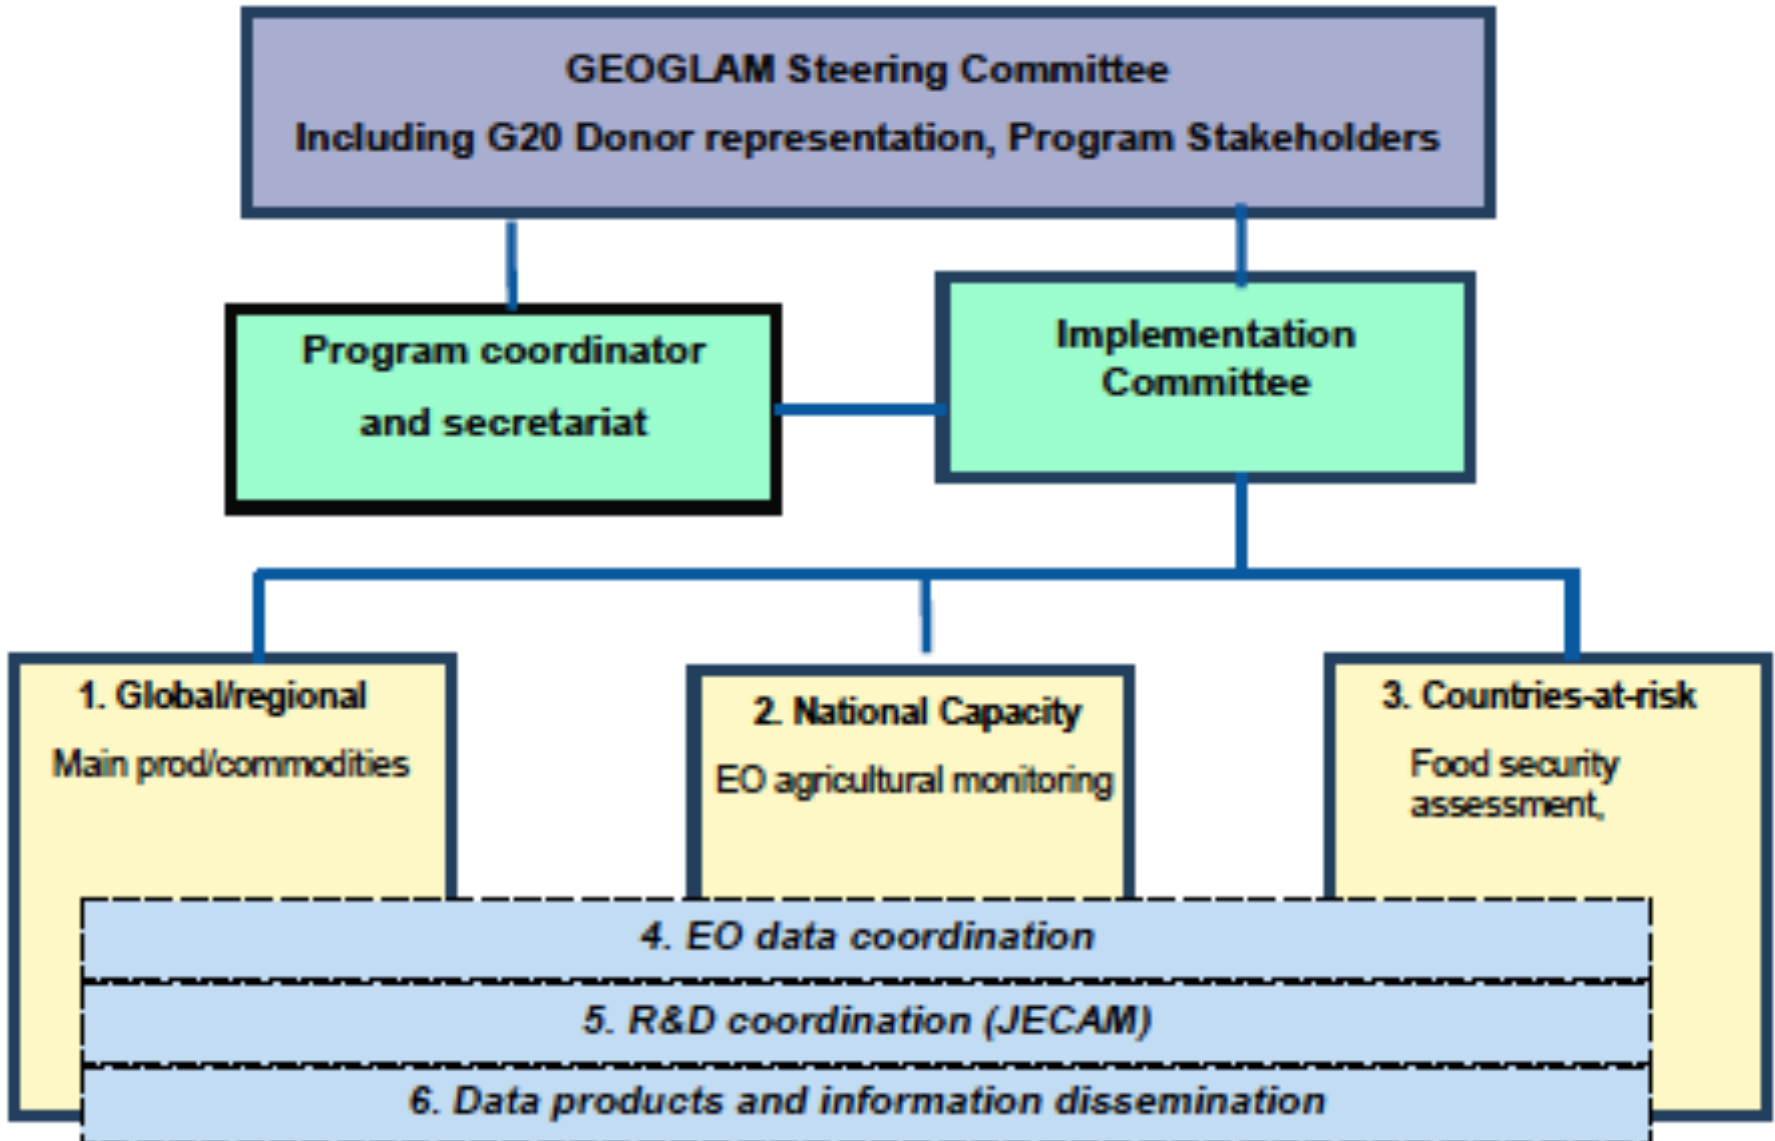 GEOGLAM Steering Committee
Including G20 Donor representation, Program Stakeholders
Program coordinator
and secretariat
Implementation
Committee
1. Global/regional
Main prod/commodities
2. National Capacity
EO agricultural monitoring
3. Countries-at-risk
Food security
assessment,
4. EO data coordination
5. R&D coordination (JECAM)
6. Data products and information dissemination